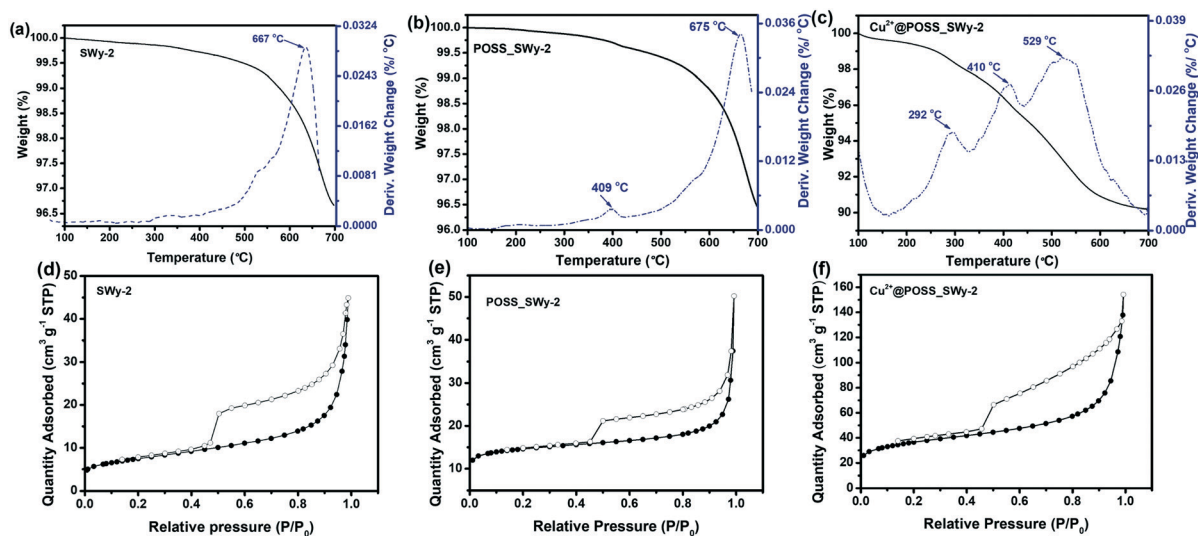 (a)
SWy-2
667 °C
Weight (%)
100.0
99.5
99.0
98.5
98.0
97.5
97.0
96.5
Deriv. Weight Change (%/ °C)
0.0324
0.0243
0.0162
0.0081
0.0000
100 200 300 400 500 600 700
Temperature (°C)
(b)
POSS_SWy-2
675 °C
409 °C
Weight (%)
100.0
99.5
99.0
98.5
98.0
97.5
97.0
96.5
96.0
Deriv. Weight Change (%/ °C)
0.036
0.024
0.012
0.000
100 200 300 400 500 600 700
Temperature (°C)
(c)
Cu²⁺@POSS_SWy-2
529 °C
410 °C
292 °C
Weight (%)
100
98
96
94
92
90
Deriv. Weight Change (%/ °C)
0.039
0.026
0.013
0.000
100 200 300 400 500 600 700
Temperature (°C)
(d)
SWy-2
Quantity Adsorbed (cm³ g⁻¹ STP)
50
40
30
20
10
0
0.0 0.2 0.4 0.6 0.8 1.0
Relative pressure (P/P₀)
(e)
POSS_SWy-2
Quantity Adsorbed (cm³ g⁻¹ STP)
50
40
30
20
10
0.0 0.2 0.4 0.6 0.8 1.0
Relative Pressure (P/P₀)
(f)
Cu²⁺@POSS_SWy-2
Quantity Adsorbed (cm³ g⁻¹ STP)
160
140
120
100
80
60
40
20
0
0.0 0.2 0.4 0.6 0.8 1.0
Relative Pressure (P/P₀)